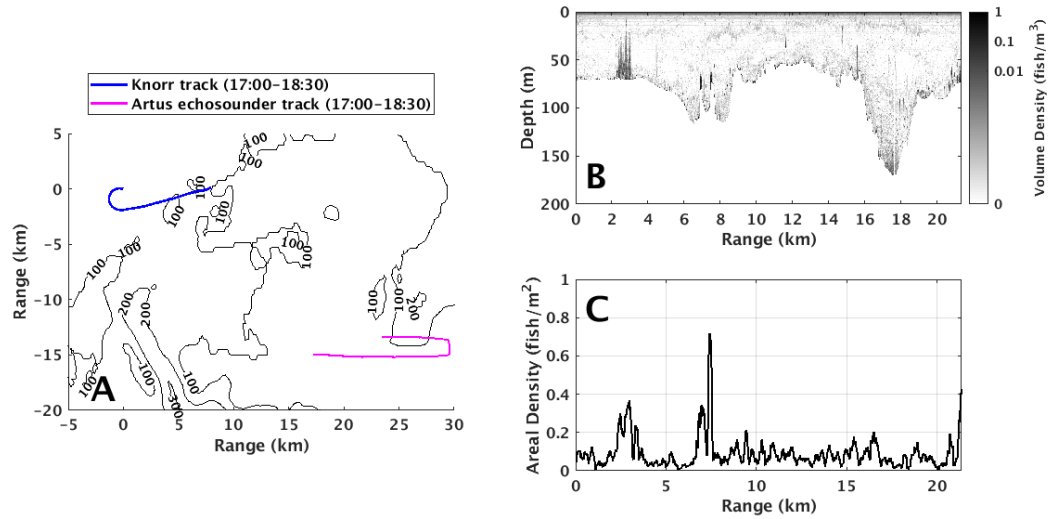 Knorr track (17:00-18:30)
Artus echosounder track (17:00-18:30)
5
0
-5
-10
-15
-20
Range (km)
-5 0 5 10 15 20 25 30
Range (km)
100
100
100
100
100
100
100
100
100
100
100
200
200
200
100
300
100
100
A
0
50
100
150
200
Depth (m)
0 2 4 6 8 10 12 14 16 18 20
Range (km)
B
1
0.1
0.01
0
Volume Density (fish/m³)
1
0.8
0.6
0.4
0.2
0
Areal Density (fish/m²)
0 5 10 15 20
Range (km)
C